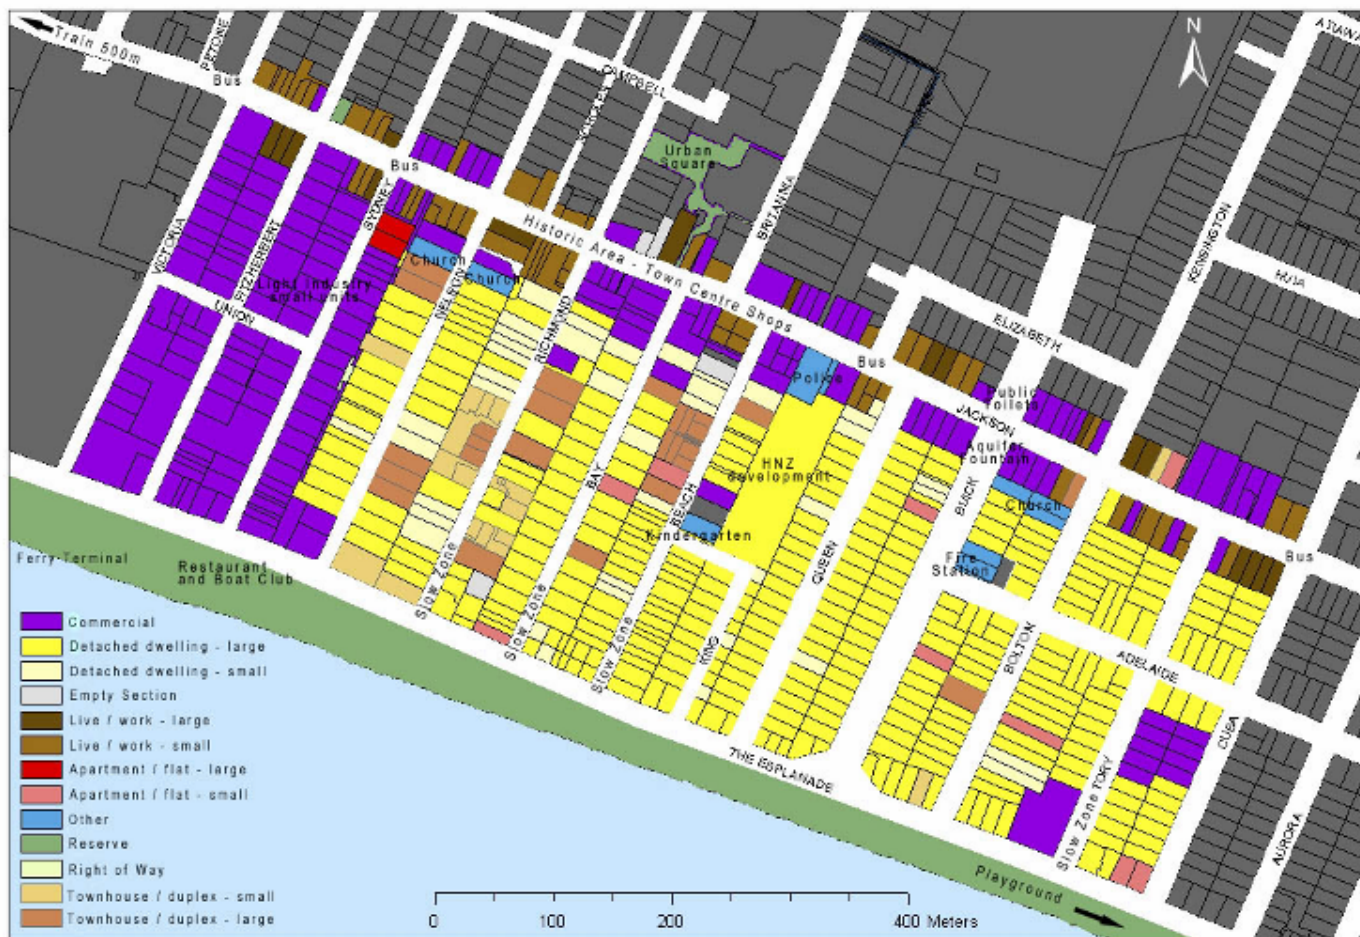 Train 500m
PETONE
Bus
CAMPBELL
N
Urban
Square
Bus
BRITANNIA
KENSINGTON
HUIA
VICTORIA
FITZHERBERT
SYDNEY
Historic Area - Town Centre Shops
ELIZABETH
Church
Church
NELSON
RICHMOND
Light industry
small units
UNION
Police
Bus
Public
Toilets
JACKSON
Aquifer
Fountain
HNZ
development
BAY
BEACH
BUICK
Church
Kindergarten
QUEEN
Fire
Station
Bus
Ferry Terminal
Restaurant
and Boat Club
Slow Zone
Slow Zone
Slow Zone
KING
BOLTON
ADELAIDE
CUBA
THE ESPLANADE
Slow Zone
TORY
AURORA
Playground
Commercial
Detached dwelling - large
Detached dwelling - small
Empty Section
Live / work - large
Live / work - small
Apartment / flat - large
Apartment / flat - small
Other
Reserve
Right of Way
Townhouse / duplex - small
Townhouse / duplex - large
0 100 200 400 Meters